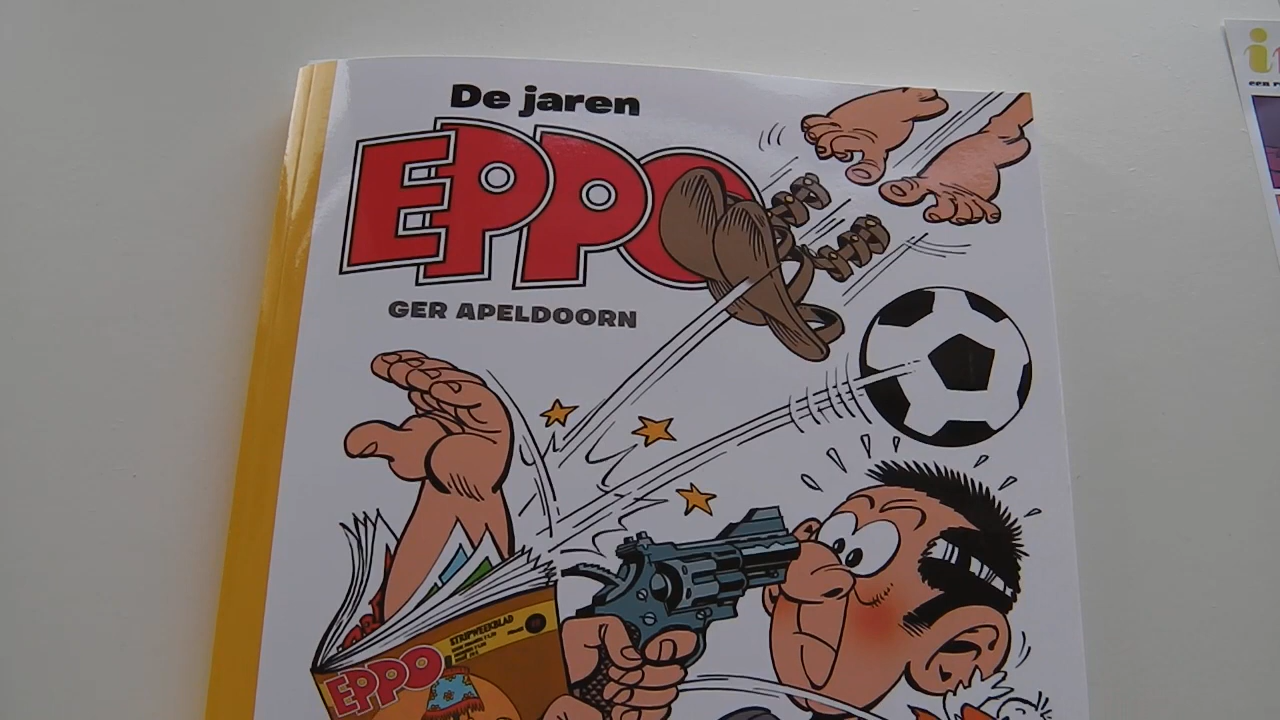 De jaren
EPPO
GER APELDOORN
STRIPWEEKBLAD
EPPO